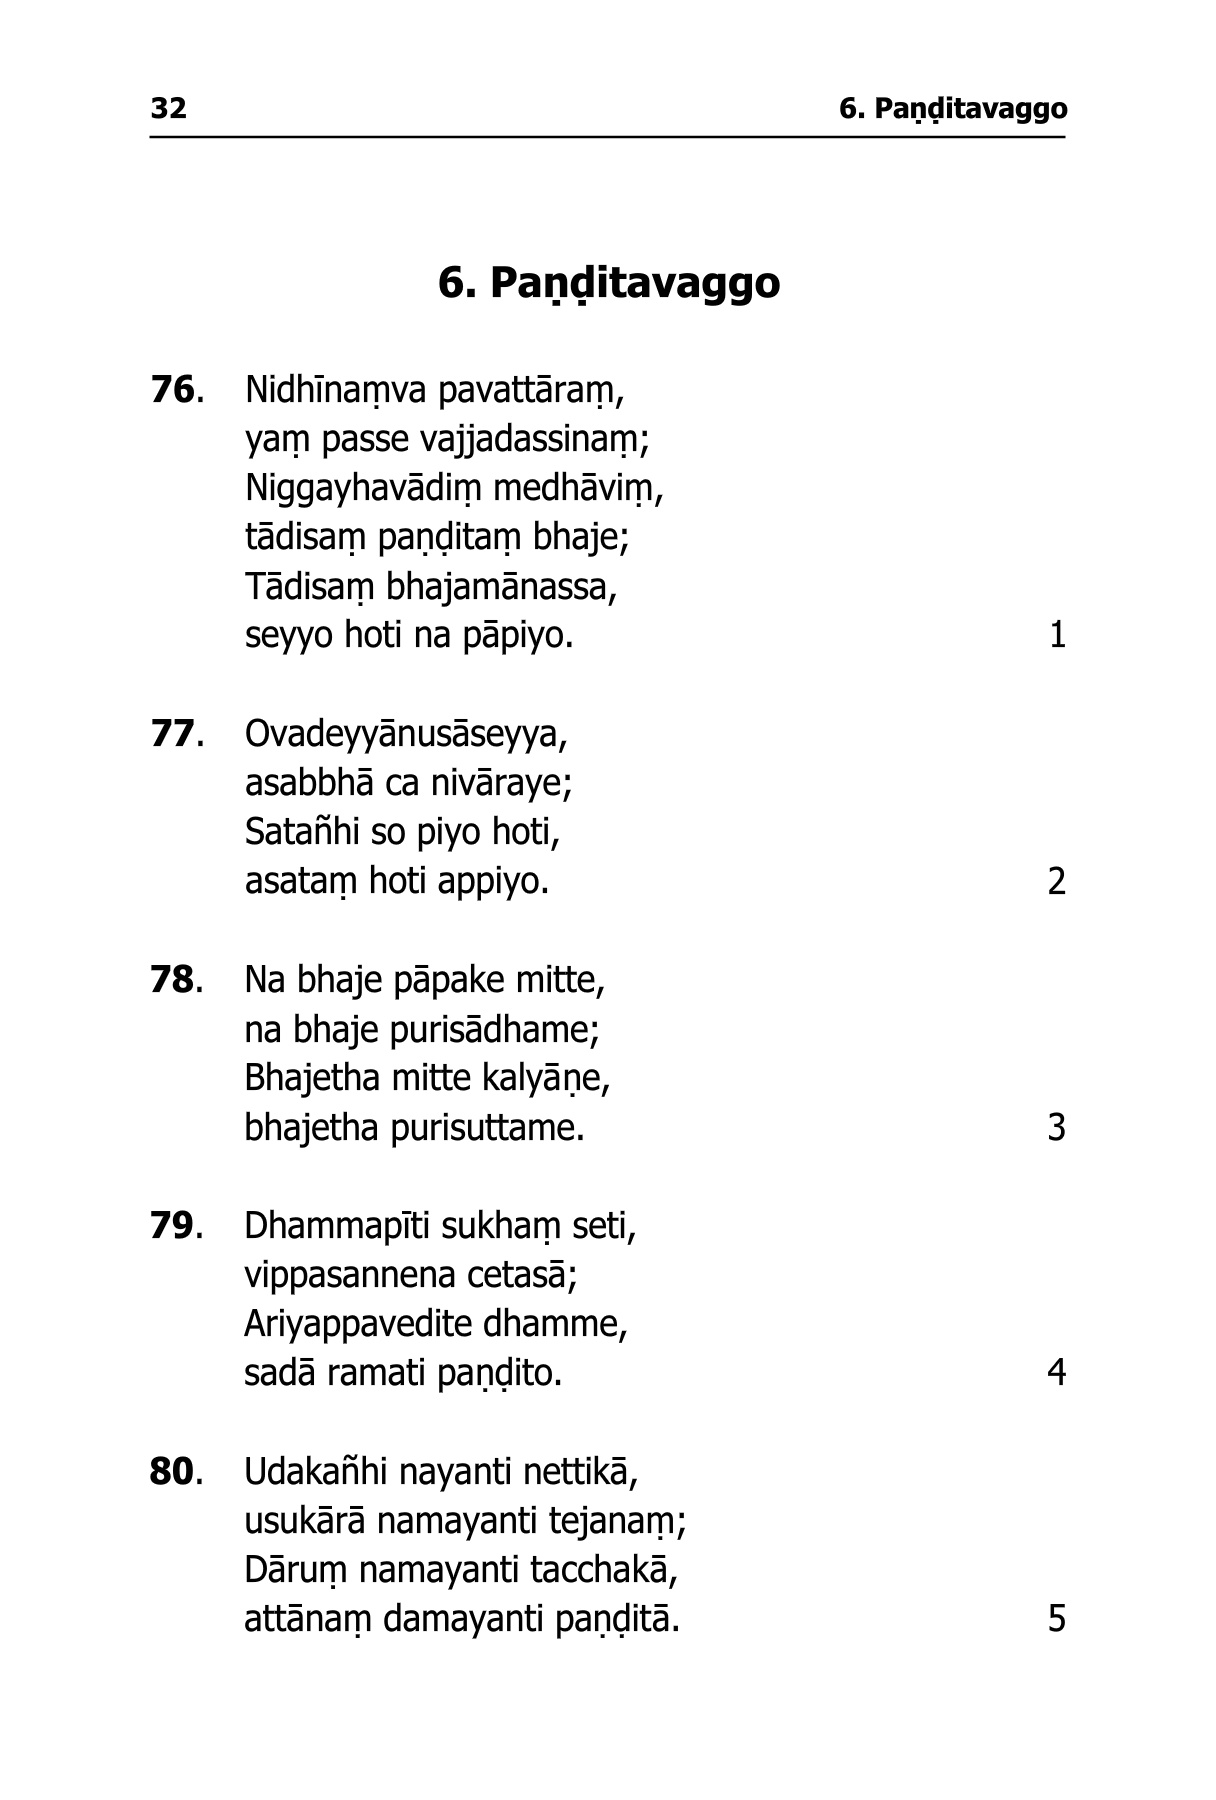 32 6. Paṇḍitavaggo
6. Paṇḍitavaggo
76. Nidhīnaṃva pavattāraṃ,
yaṃ passe vajjadassinaṃ;
Niggayhavādiṃ medhāviṃ,
tādisaṃ paṇḍitaṃ bhaje;
Tādisaṃ bhajamānassa,
seyyo hoti na pāpiyo. 1
77. Ovadeyyānusāseyya,
asabbhā ca nivāraye;
Satañhi so piyo hoti,
asataṃ hoti appiyo. 2
78. Na bhaje pāpake mitte,
na bhaje purisādhame;
Bhajetha mitte kalyāṇe,
bhajetha purisuttame. 3
79. Dhammapīti sukhaṃ seti,
vippasannena cetasā;
Ariyappavedite dhamme,
sadā ramati paṇḍito. 4
80. Udakañhi nayanti nettikā,
usukārā namayanti tejanaṃ;
Dāruṃ namayanti tacchakā,
attānaṃ damayanti paṇḍitā. 5